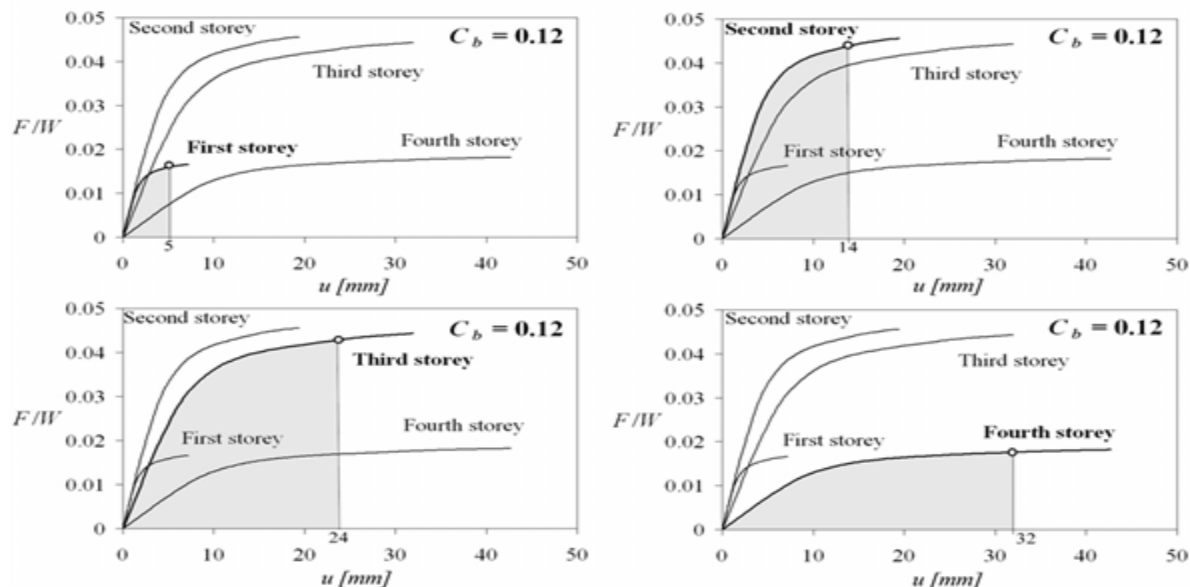 0.05
Second storey
C b = 0.12
0.04
Third storey
0.03
F /W
0.02
First storey
Fourth storey
0.01
0
5
0 10 20 30 40 50
u [mm]
0.05
Second storey
C b = 0.12
0.04
Third storey
0.03
F /W
0.02
First storey
Fourth storey
0.01
0
14
0 10 20 30 40 50
u [mm]
0.05
Second storey
C b = 0.12
0.04
Third storey
0.03
F /W
0.02
First storey
Fourth storey
0.01
0
24
0 10 20 30 40 50
u [mm]
0.05
Second storey
C b = 0.12
0.04
Third storey
0.03
F /W
0.02
First storey
Fourth storey
0.01
0
32
0 10 20 30 40 50
u [mm]